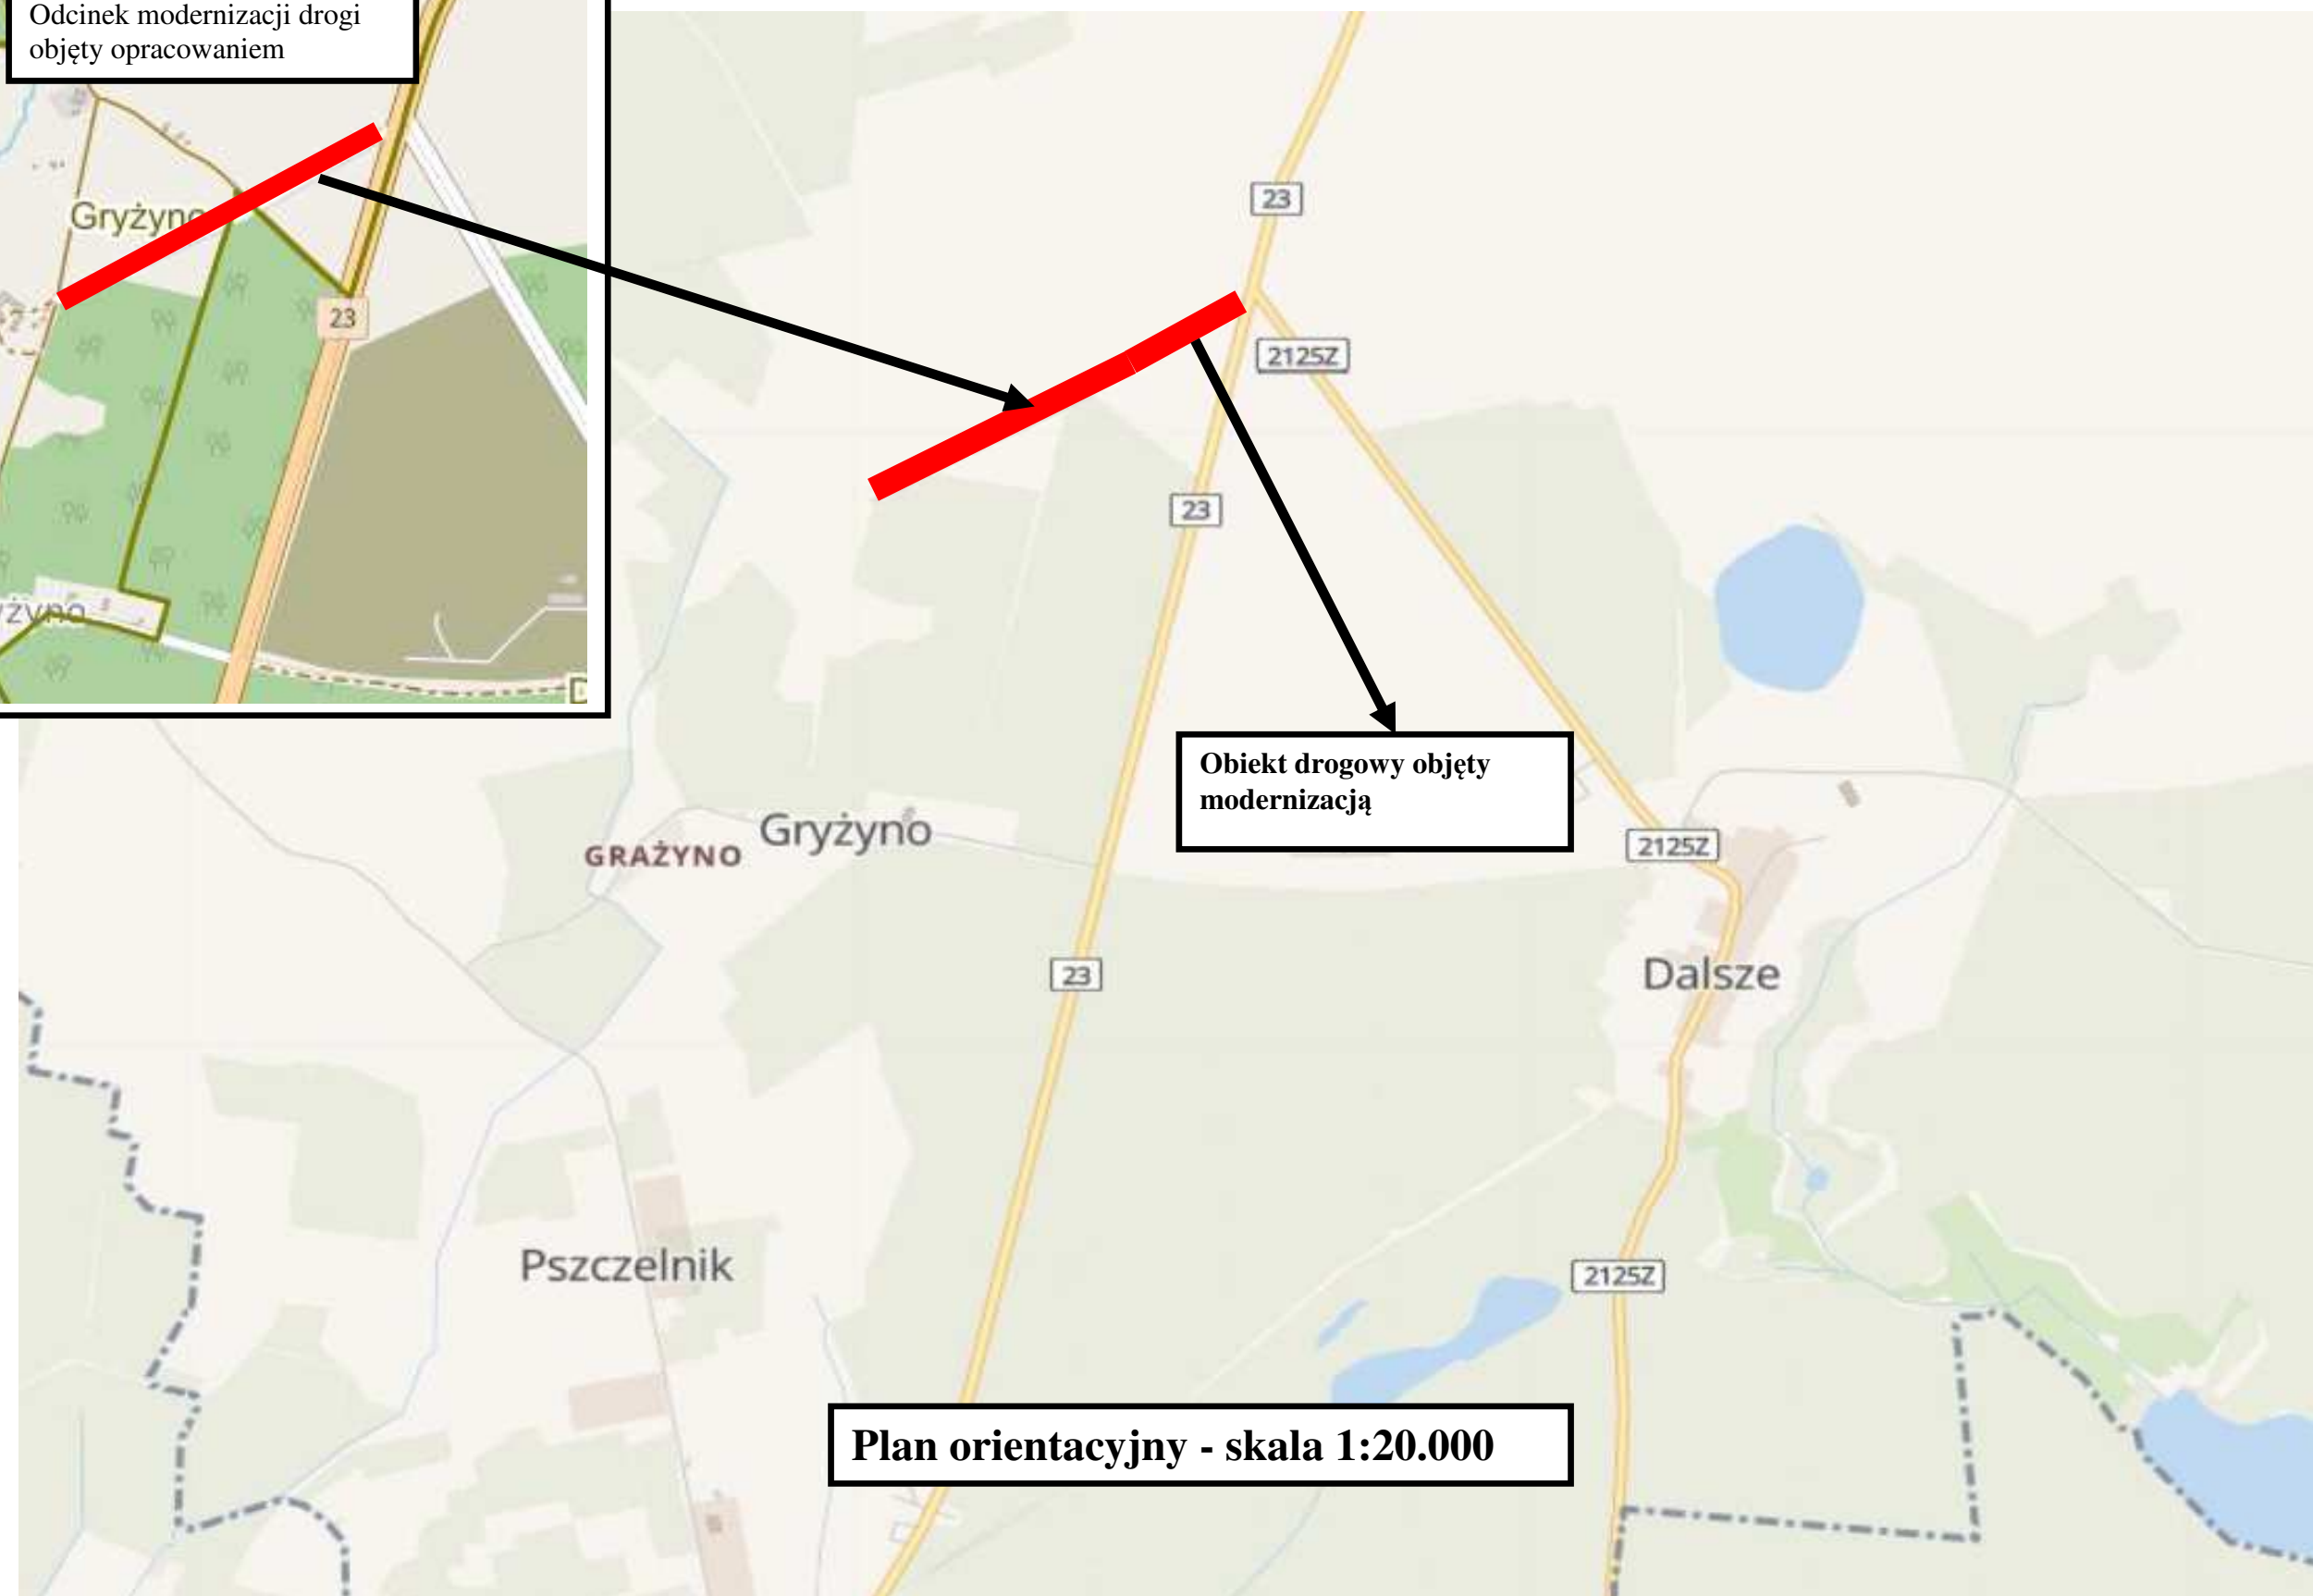 Odcinek modernizacji drogi
objęty opracowaniem
Gryżyno
23
23
23
2125Z
23
Obiekt drogowy objęty
modernizacją
Gryżyno
GRAŻYNO
2125Z
23
Dalsze
Pszczelnik
2125Z
Plan orientacyjny - skala 1:20.000